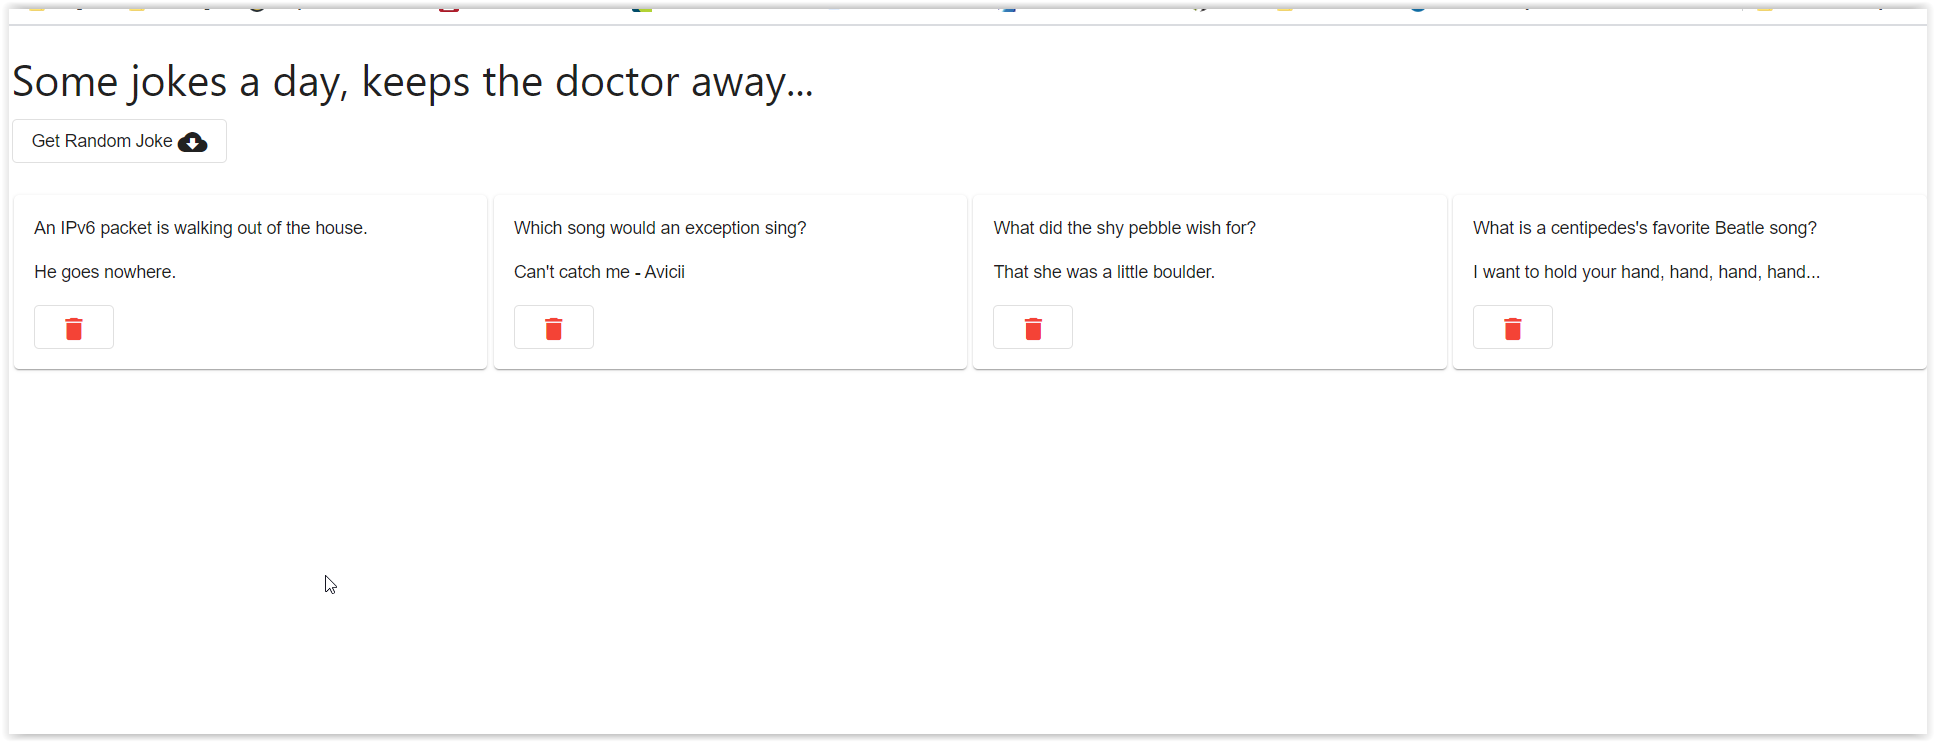 Some jokes a day, keeps the doctor away...
Get Random Joke
An IPv6 packet is walking out of the house.
He goes nowhere.
Which song would an exception sing?
Can't catch me - Avicii
What did the shy pebble wish for?
That she was a little boulder.
What is a centipedes's favorite Beatle song?
I want to hold your hand, hand, hand, hand...